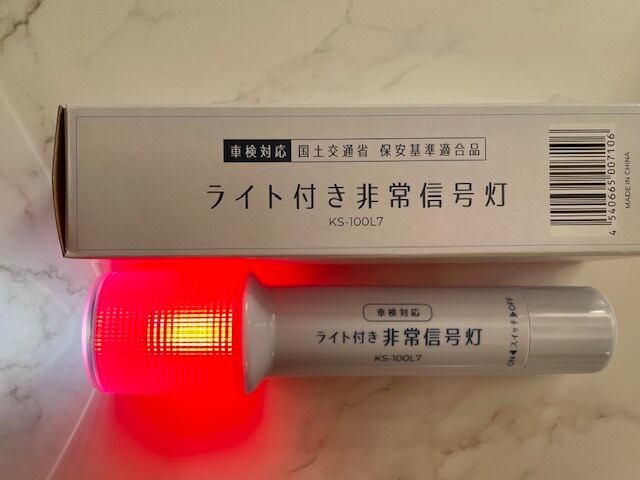 車検対応 国土交通省 保安基準適合品
ライト付き非常信号灯
KS-100L7
4 540665 007106
MADE IN CHINA
車検対応
ライト付き 非常信号灯
KS-100L7
ON◀スイッチ▶OFF